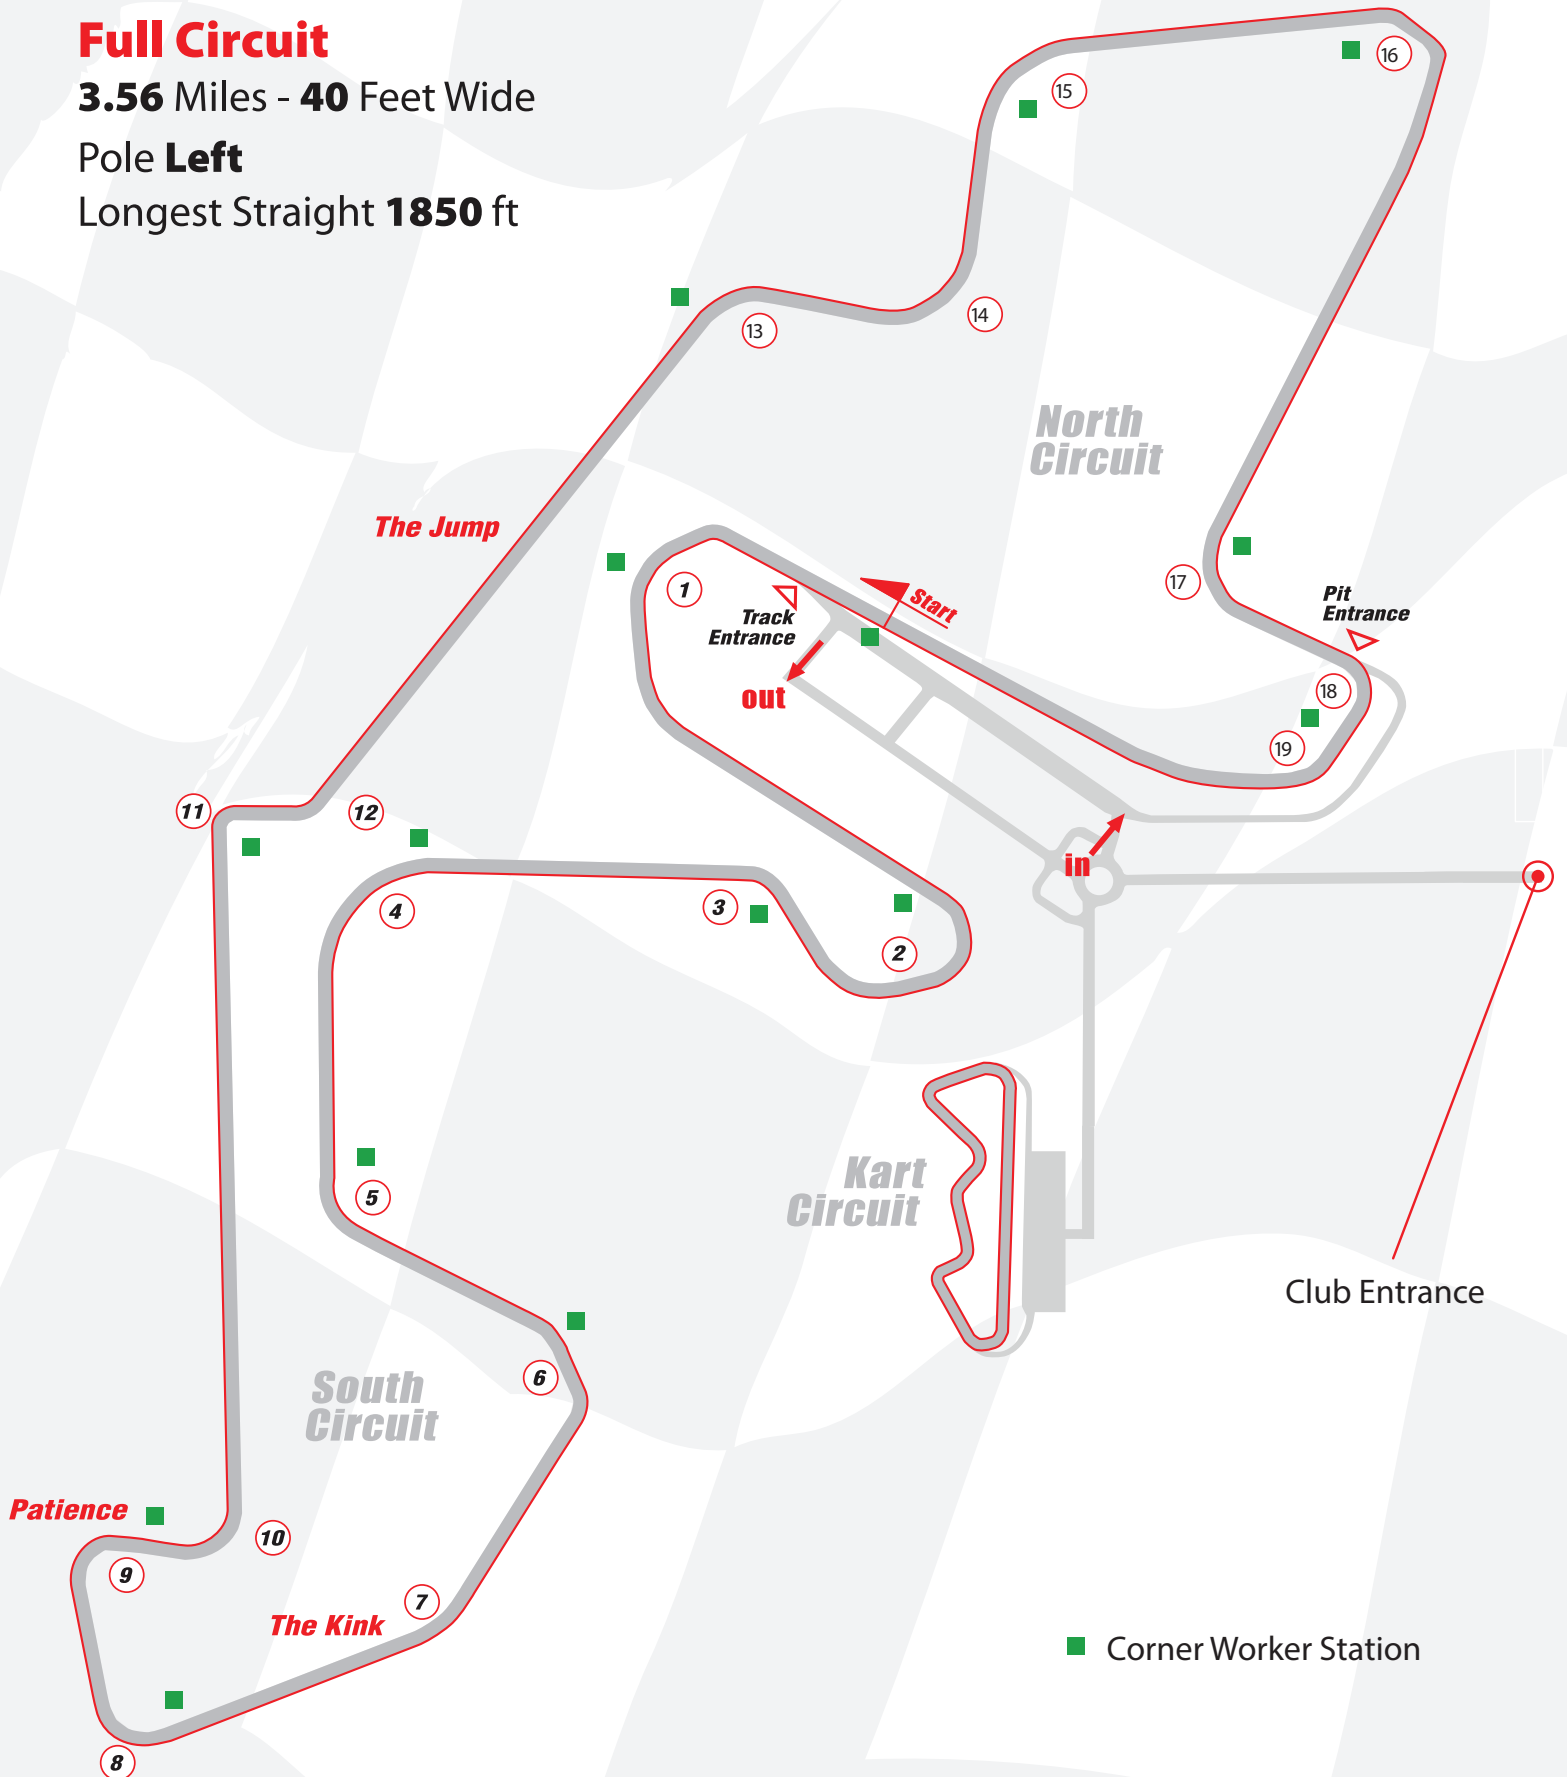 Full Circuit
3.56 Miles - 40 Feet Wide
Pole Left
Longest Straight 1850 ft
16
15
14
13
North
Circuit
The Jump
Start
1
17
Pit
Entrance
Track
Entrance
out
18
19
11
12
in
4
3
2
Kart
Circuit
5
Club Entrance
6
South
Circuit
Patience
10
9
7
The Kink
Corner Worker Station
8